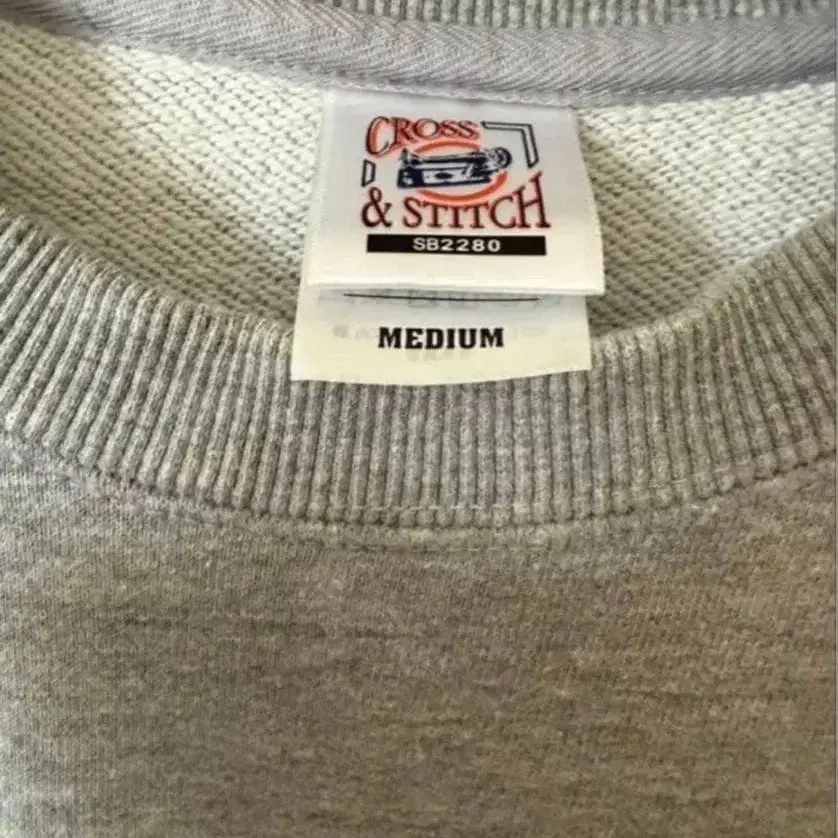 CROSS
& STITCH
SB2280
MEDIUM